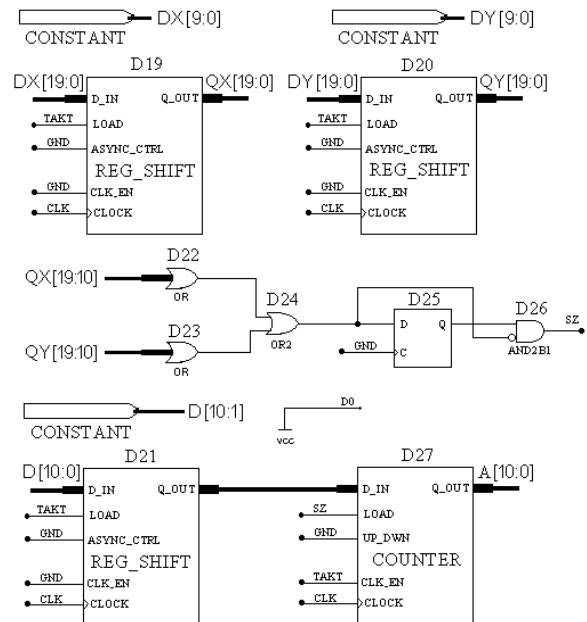 DX[9:0] DY[9:0]
CONSTANT CONSTANT
D19 D20
DX[19:0] QX[19:0] DY[19:0] QY[19:0]
D_IN Q_OUT D_IN Q_OUT
TAKT LOAD TAKT LOAD
GND ASYNC_CTRL GND ASYNC_CTRL
REG_SHIFT REG_SHIFT
GND CLK_EN GND CLK_EN
CLK CLOCK CLK CLOCK
D22
QX[19:10]
OR
D24 D25 D26
D23 OR2 D Q SZ
QY[19:10] GND C AND2B1
OR
D[10:1] D0
CONSTANT VCC
D21 D27
D[10:0] A[10:0]
D_IN Q_OUT D_IN Q_OUT
TAKT LOAD SZ LOAD
GND ASYNC_CTRL GND UP_DWN
REG_SHIFT COUNTER
GND CLK_EN TAKT CLK_EN
CLK CLOCK CLK CLOCK